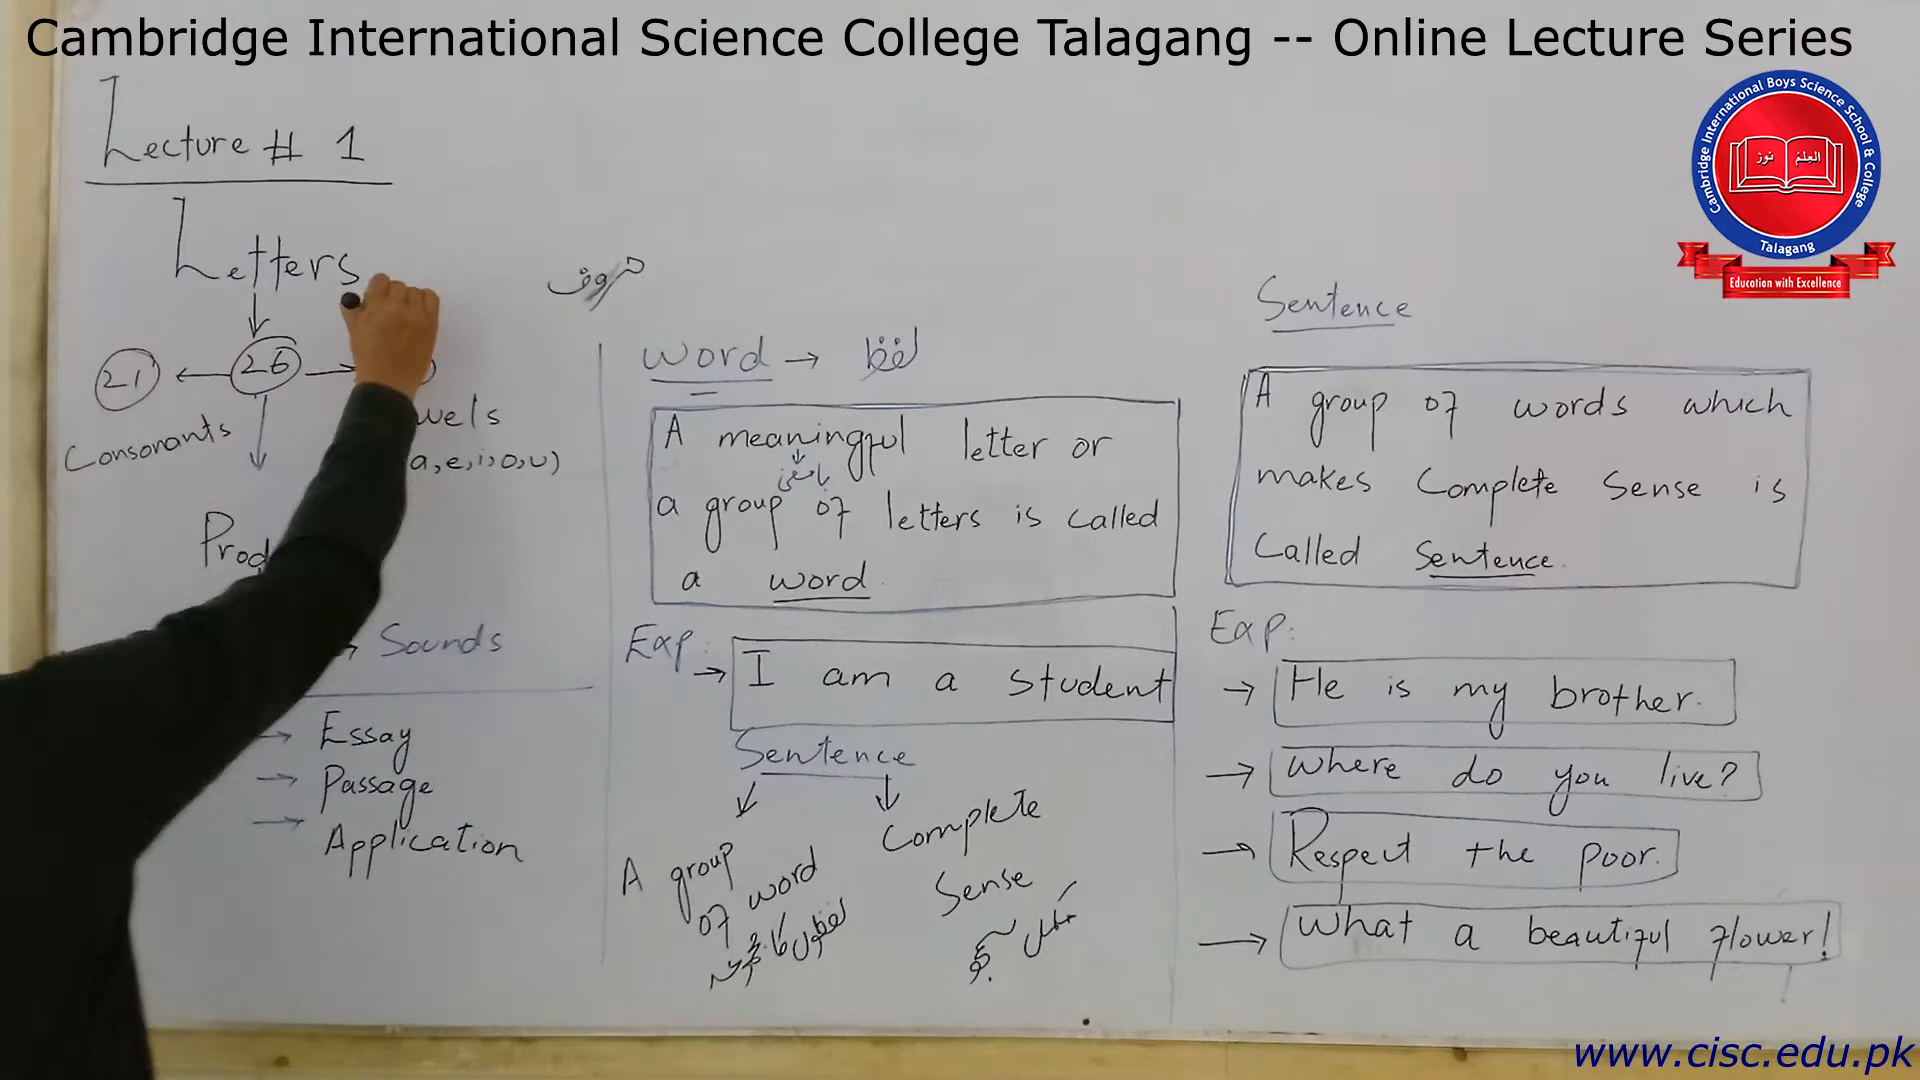 Cambridge International Science College Talagang -- Online Lecture Series
Cambridge International Boys Science School & College
نور العلم
Talagang
Education with Excellence
Lecture # 1
Letters
حروف
21 ← 26 →
Consonants
wels
a, e, i, o, u)
Prod
→ Sounds
→ Essay
→ Passage
→ Application
word → لفظ
A meaningful letter or
بامعنی
a group of letters is called
a word.
Exp:
→ I am a student
Sentence
A group
of word
لفظوں کا مجموعہ
Complete
Sense
مکمل
Sentence
A group of words which
makes Complete Sense is
Called Sentence.
Exp:
→ He is my brother.
→ Where do you live?
→ Respect the poor.
→ What a beautiful flower!
www.cisc.edu.pk